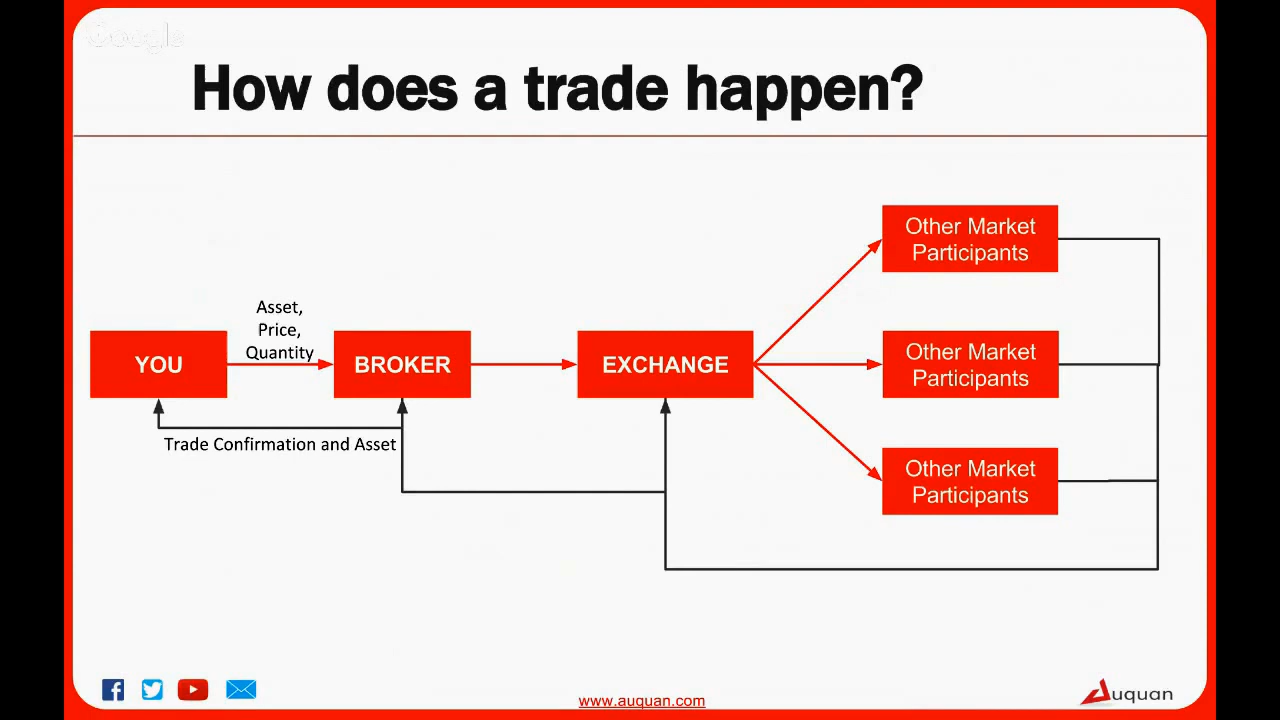 Google
How does a trade happen?
Other Market
Participants
Asset,
Price,
Quantity
YOU
BROKER
EXCHANGE
Other Market
Participants
Trade Confirmation and Asset
Other Market
Participants
www.auquan.com
Auquan